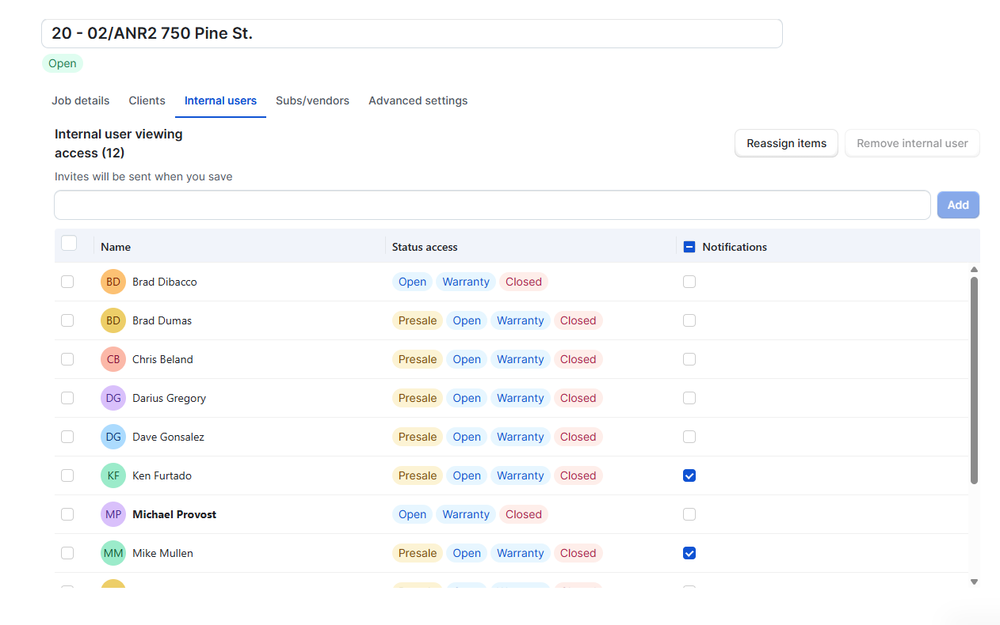 20 - 02/ANR2 750 Pine St.
Open
Job details Clients Internal users Subs/vendors Advanced settings
Internal user viewing
access (12)
Reassign items Remove internal user
Invites will be sent when you save
Add
Name Status access Notifications
BD Brad Dibacco Open Warranty Closed
BD Brad Dumas Presale Open Warranty Closed
CB Chris Beland Presale Open Warranty Closed
DG Darius Gregory Presale Open Warranty Closed
DG Dave Gonsalez Presale Open Warranty Closed
KF Ken Furtado Presale Open Warranty Closed
MP Michael Provost Open Warranty Closed
MM Mike Mullen Presale Open Warranty Closed